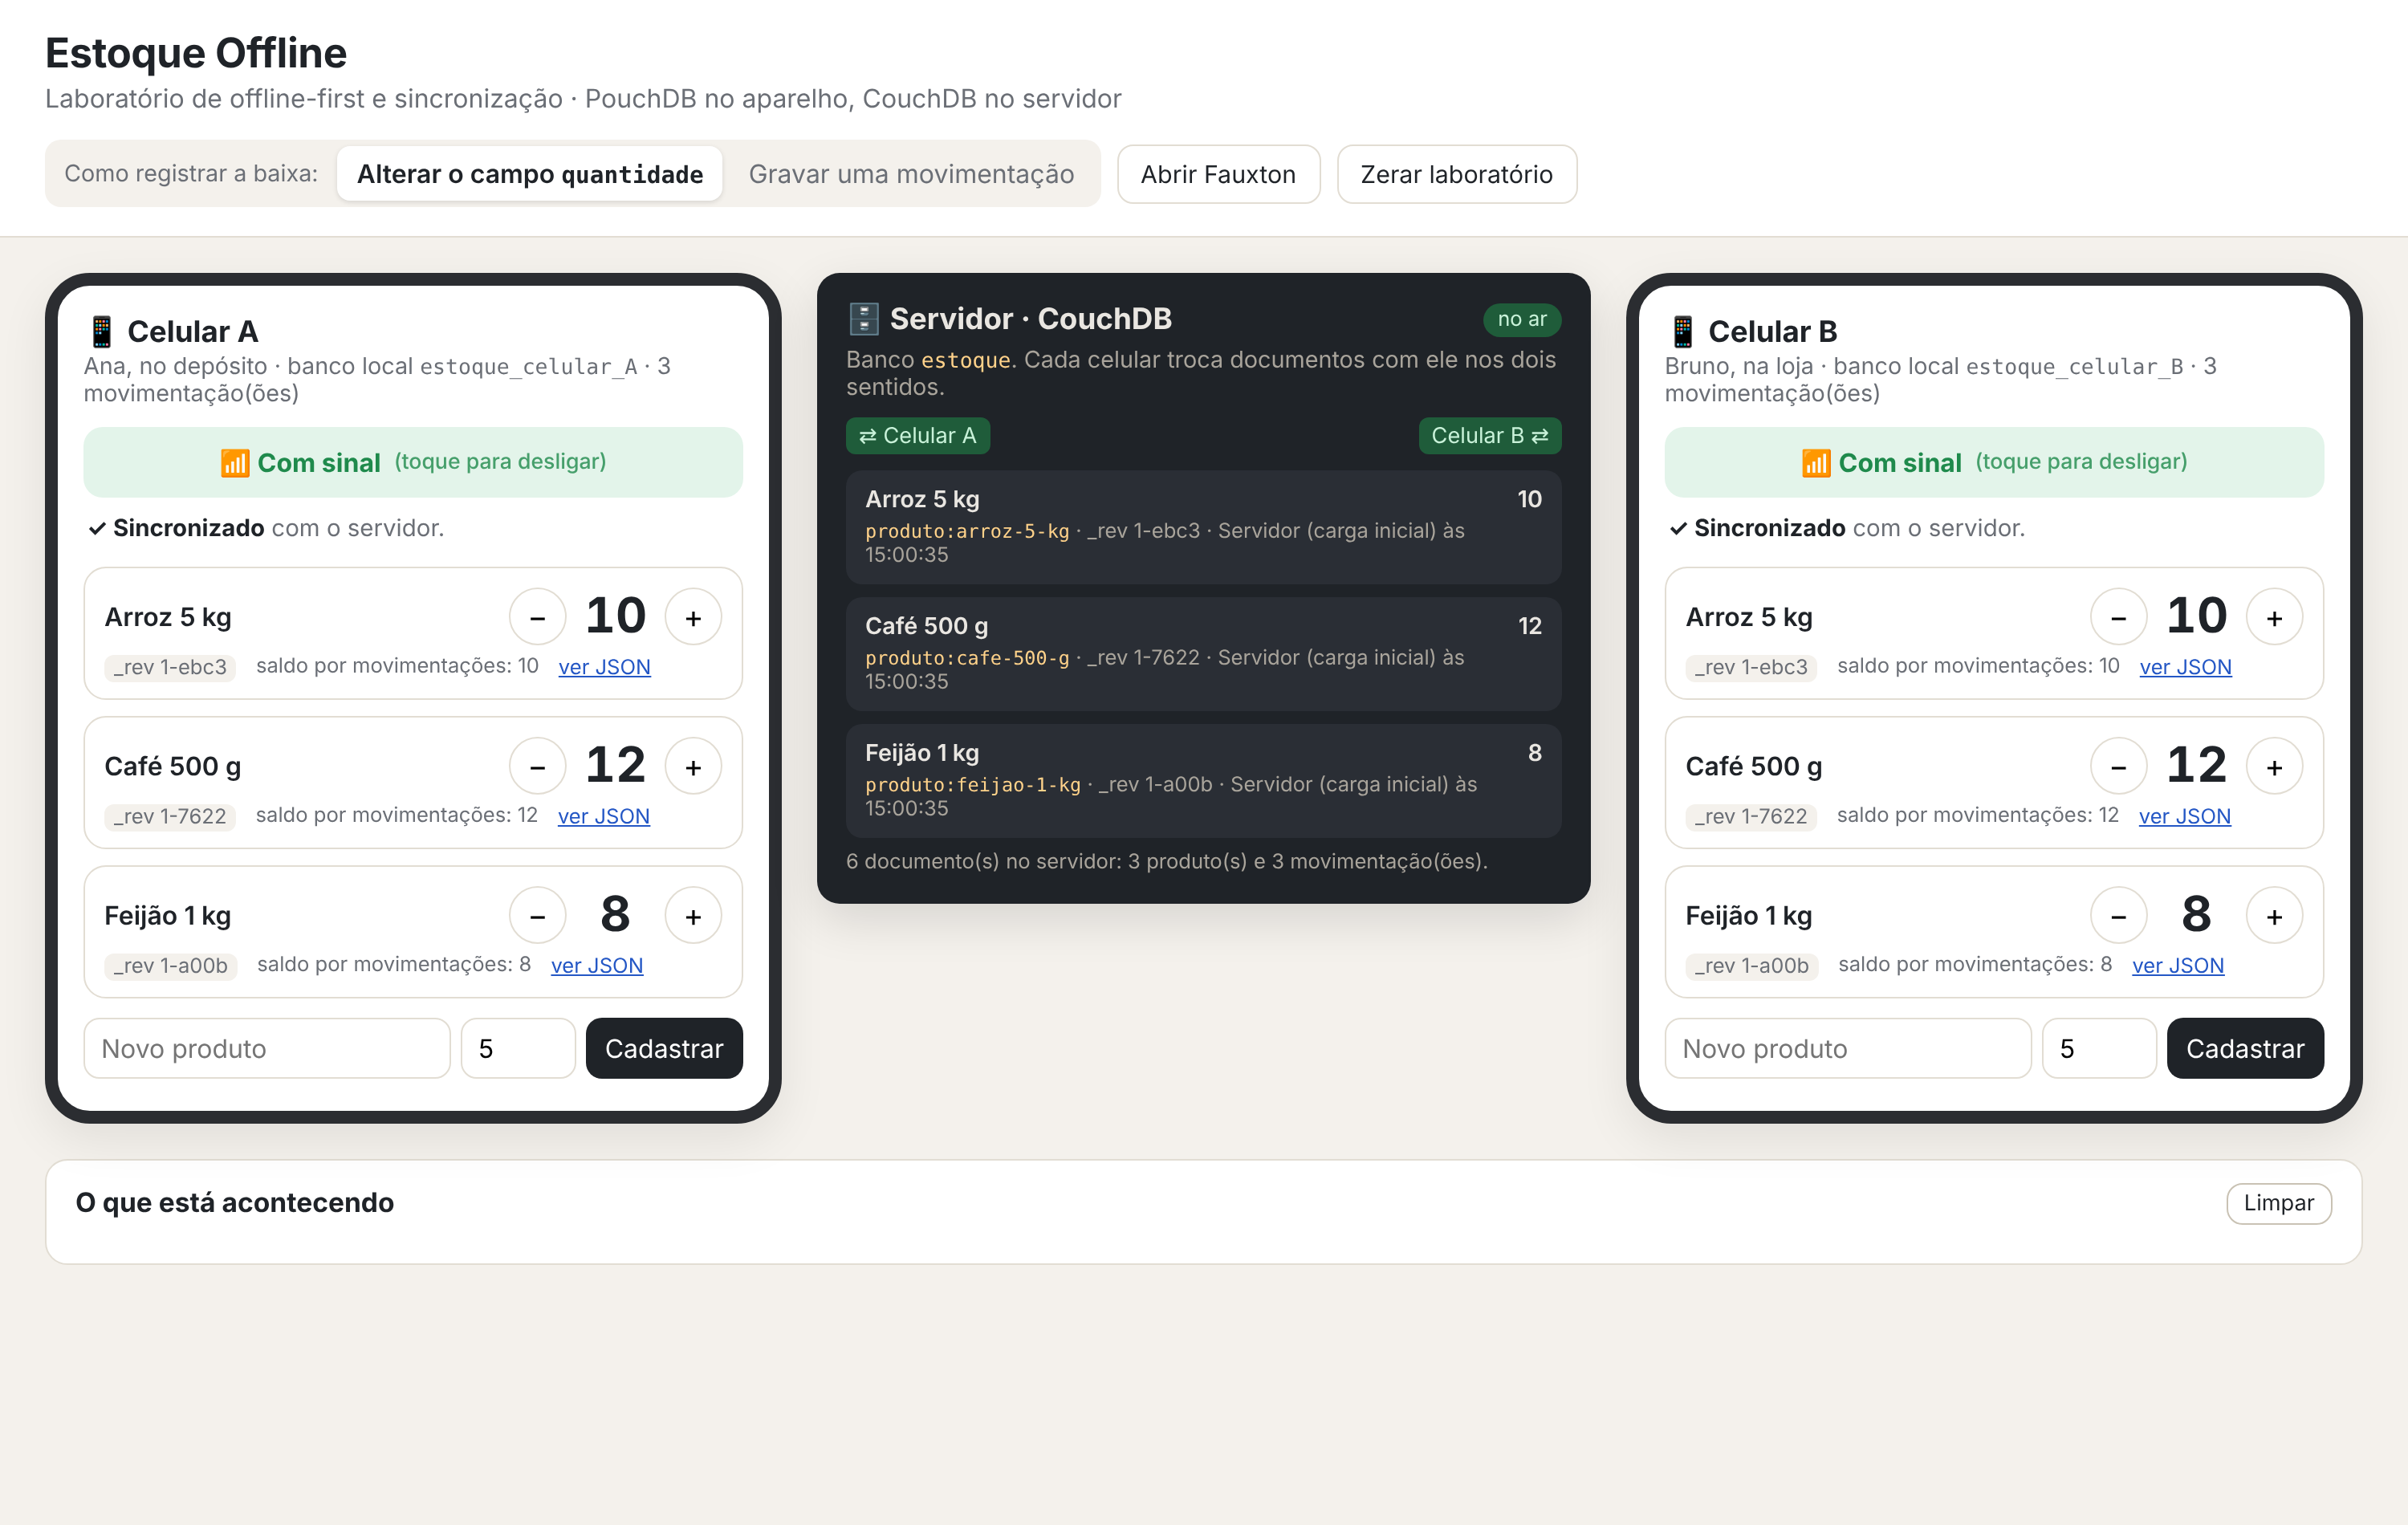 Estoque Offline
Laboratório de offline-first e sincronização · PouchDB no aparelho, CouchDB no servidor
Como registrar a baixa: Alterar o campo quantidade Gravar uma movimentação Abrir Fauxton Zerar laboratório
Celular A
Ana, no depósito · banco local estoque_celular_A · 3
movimentação(ões)
Com sinal (toque para desligar)
✓ Sincronizado com o servidor.
Arroz 5 kg − 10 +
_rev 1-ebc3 saldo por movimentações: 10 ver JSON
Café 500 g − 12 +
_rev 1-7622 saldo por movimentações: 12 ver JSON
Feijão 1 kg − 8 +
_rev 1-a00b saldo por movimentações: 8 ver JSON
Novo produto 5 Cadastrar
Servidor · CouchDB no ar
Banco estoque. Cada celular troca documentos com ele nos dois
sentidos.
⇄ Celular A Celular B ⇄
Arroz 5 kg 10
produto:arroz-5-kg · _rev 1-ebc3 · Servidor (carga inicial) às
15:00:35
Café 500 g 12
produto:cafe-500-g · _rev 1-7622 · Servidor (carga inicial) às
15:00:35
Feijão 1 kg 8
produto:feijao-1-kg · _rev 1-a00b · Servidor (carga inicial) às
15:00:35
6 documento(s) no servidor: 3 produto(s) e 3 movimentação(ões).
Celular B
Bruno, na loja · banco local estoque_celular_B · 3
movimentação(ões)
Com sinal (toque para desligar)
✓ Sincronizado com o servidor.
Arroz 5 kg − 10 +
_rev 1-ebc3 saldo por movimentações: 10 ver JSON
Café 500 g − 12 +
_rev 1-7622 saldo por movimentações: 12 ver JSON
Feijão 1 kg − 8 +
_rev 1-a00b saldo por movimentações: 8 ver JSON
Novo produto 5 Cadastrar
O que está acontecendo Limpar